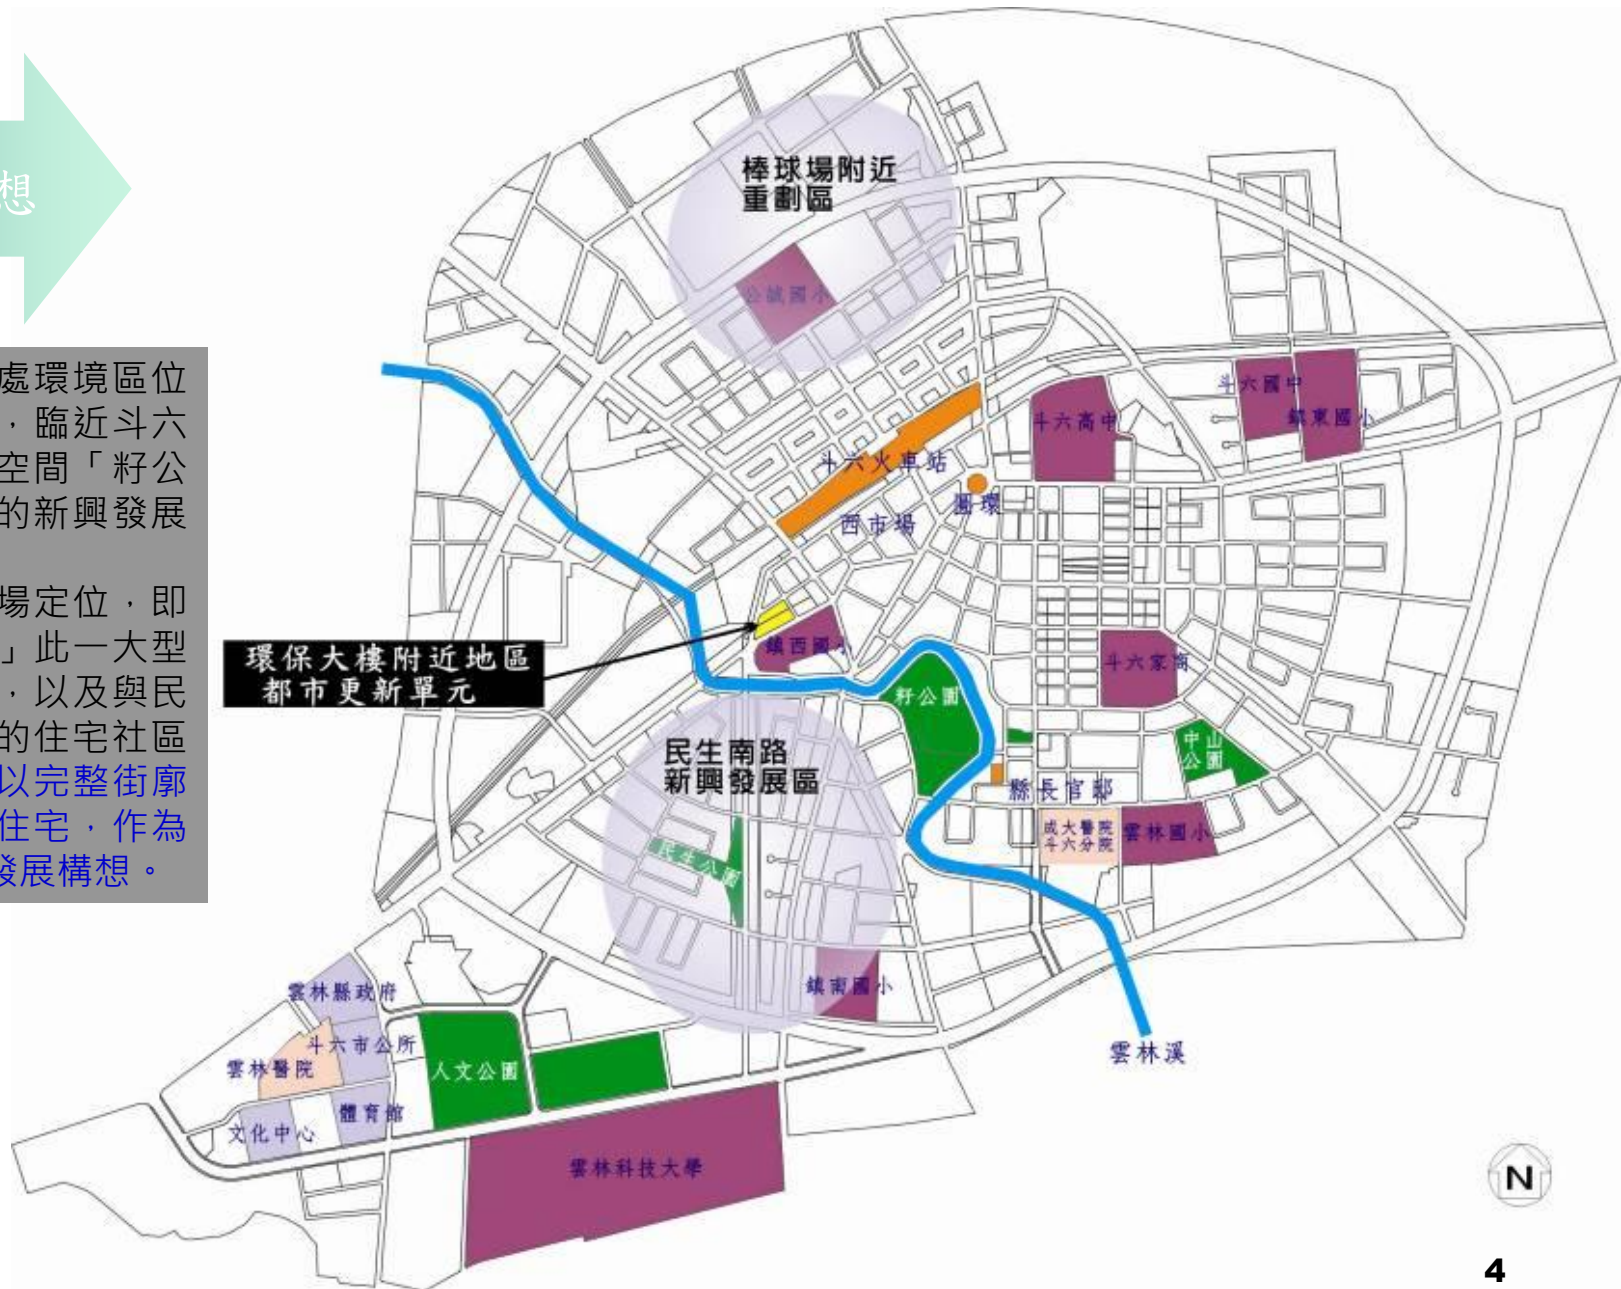 想
處環境區位
，臨近斗六
空間「籽公
的新興發展
場定位，即
」此一大型
，以及與民
的住宅社區
以完整街廓
住宅，作為
發展構想。
棒球場附近
重劃區
公誠國小
斗六國中
鎮東國小
斗六高中
斗六火車站
圓環
西市場
環保大樓附近地區
都市更新單元
鎮西國小
斗六家商
籽公園
中山
公園
民生南路
新興發展區
縣長官邸
成大醫院
斗六分院
雲林國小
民生公園
鎮南國小
雲林縣政府
斗六市公所
雲林醫院
人文公園
體育館
文化中心
雲林溪
雲林科技大學
N
4